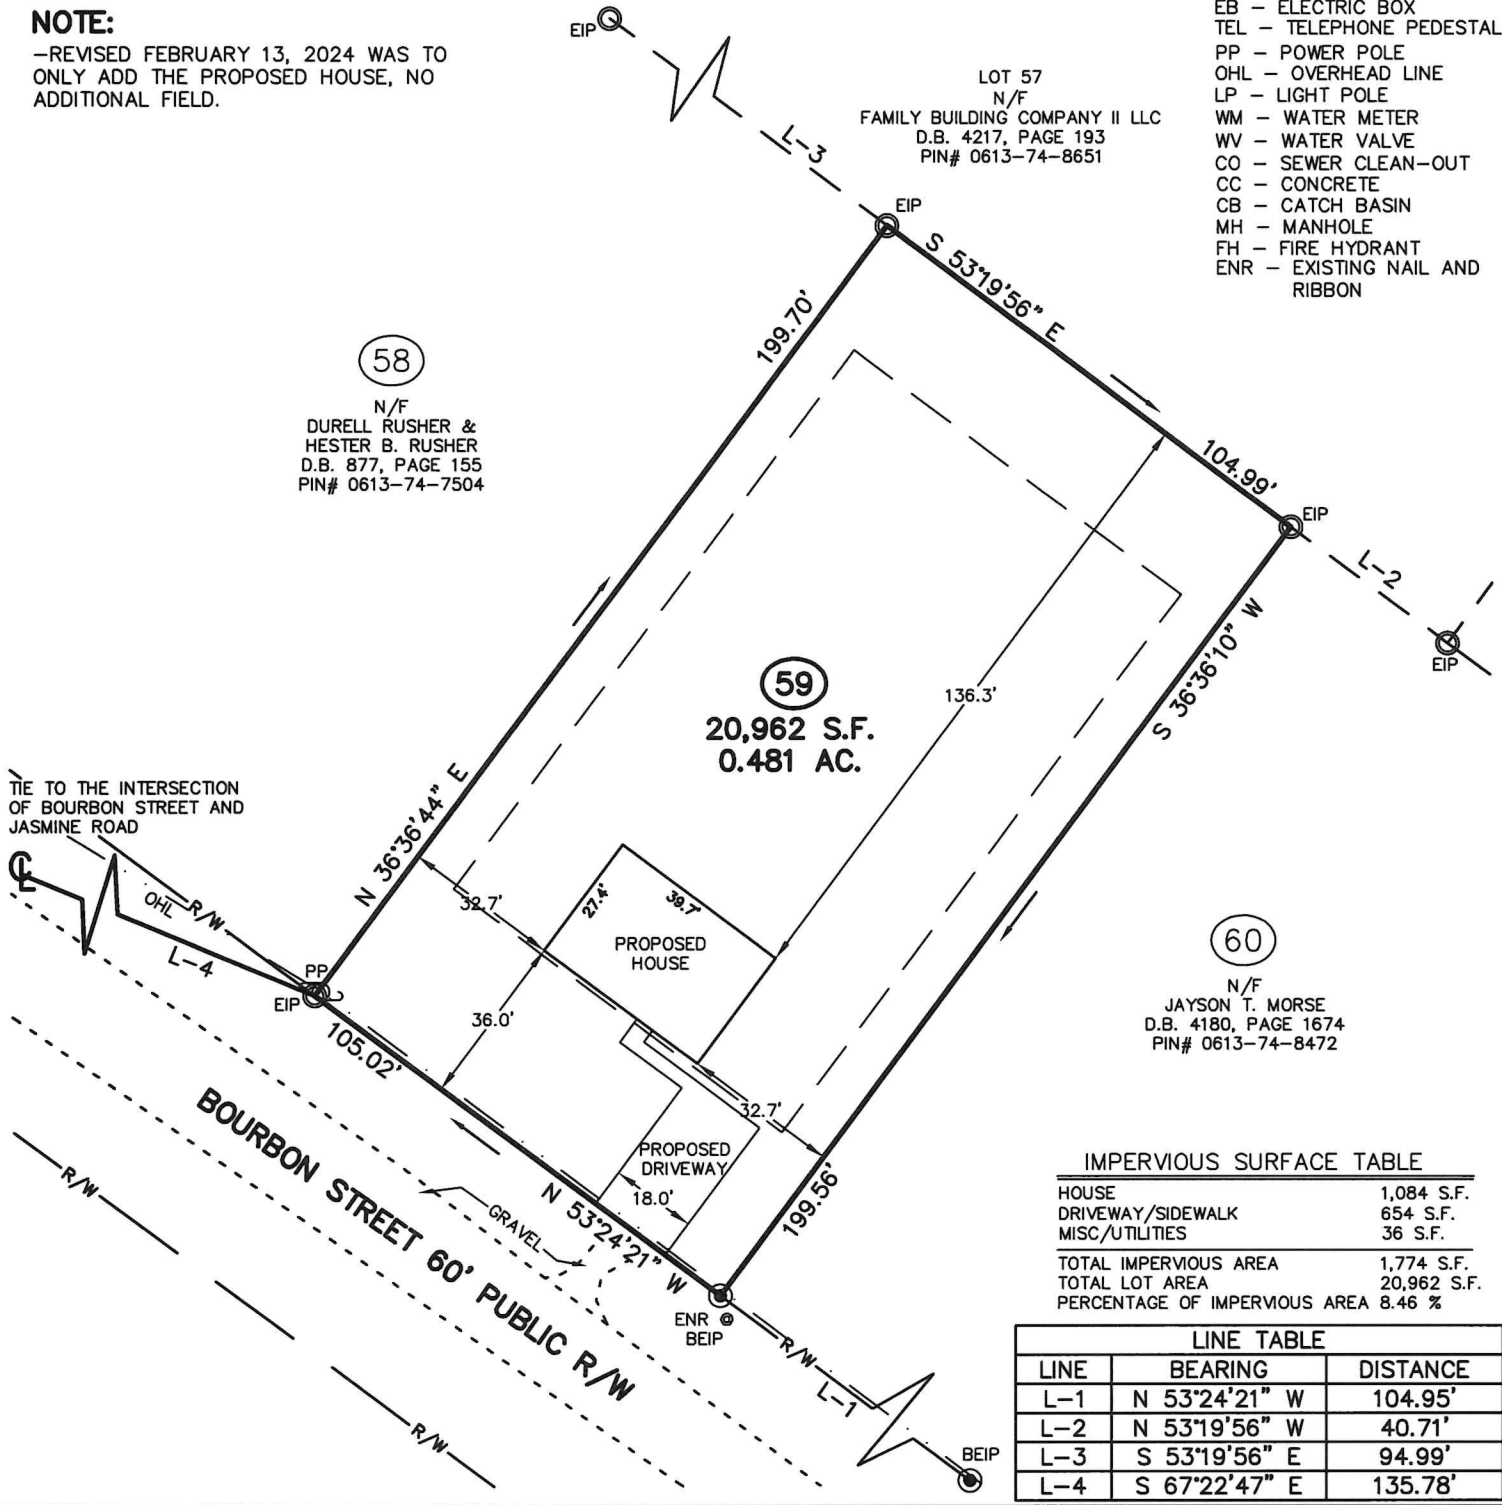 NOTE:
-REVISED FEBRUARY 13, 2024 WAS TO
ONLY ADD THE PROPOSED HOUSE, NO
ADDITIONAL FIELD.
EB - ELECTRIC BOX
TEL - TELEPHONE PEDESTAL
PP - POWER POLE
OHL - OVERHEAD LINE
LP - LIGHT POLE
WM - WATER METER
WV - WATER VALVE
CO - SEWER CLEAN-OUT
CC - CONCRETE
CB - CATCH BASIN
MH - MANHOLE
FH - FIRE HYDRANT
ENR - EXISTING NAIL AND
RIBBON
EIP
LOT 57
N/F
FAMILY BUILDING COMPANY II LLC
D.B. 4217, PAGE 193
PIN# 0613-74-8651
L-3
EIP
S 53°19'56" E
104.99'
EIP
L-2
EIP
199.70'
N 36°36'44" E
58
N/F
DURELL RUSHER &
HESTER B. RUSHER
D.B. 877, PAGE 155
PIN# 0613-74-7504
59
20,962 S.F.
0.481 AC.
136.3'
S 36°36'10" W
199.56'
TIE TO THE INTERSECTION
OF BOURBON STREET AND
JASMINE ROAD
CL
OHL
R/W
L-4
PP
EIP
32.7'
27.4'
39.7'
PROPOSED
HOUSE
36.0'
32.7'
PROPOSED
DRIVEWAY
18.0'
105.02'
N 53°24'21" W
GRAVEL
BOURBON STREET 60' PUBLIC R/W
R/W
R/W
60
N/F
JAYSON T. MORSE
D.B. 4180, PAGE 1674
PIN# 0613-74-8472
ENR @
BEIP
R/W
L-1
BEIP
IMPERVIOUS SURFACE TABLE
HOUSE 1,084 S.F.
DRIVEWAY/SIDEWALK 654 S.F.
MISC/UTILITIES 36 S.F.
TOTAL IMPERVIOUS AREA 1,774 S.F.
TOTAL LOT AREA 20,962 S.F.
PERCENTAGE OF IMPERVIOUS AREA 8.46 %
LINE TABLE
LINE BEARING DISTANCE
L-1 N 53°24'21" W 104.95'
L-2 N 53°19'56" W 40.71'
L-3 S 53°19'56" E 94.99'
L-4 S 67°22'47" E 135.78'